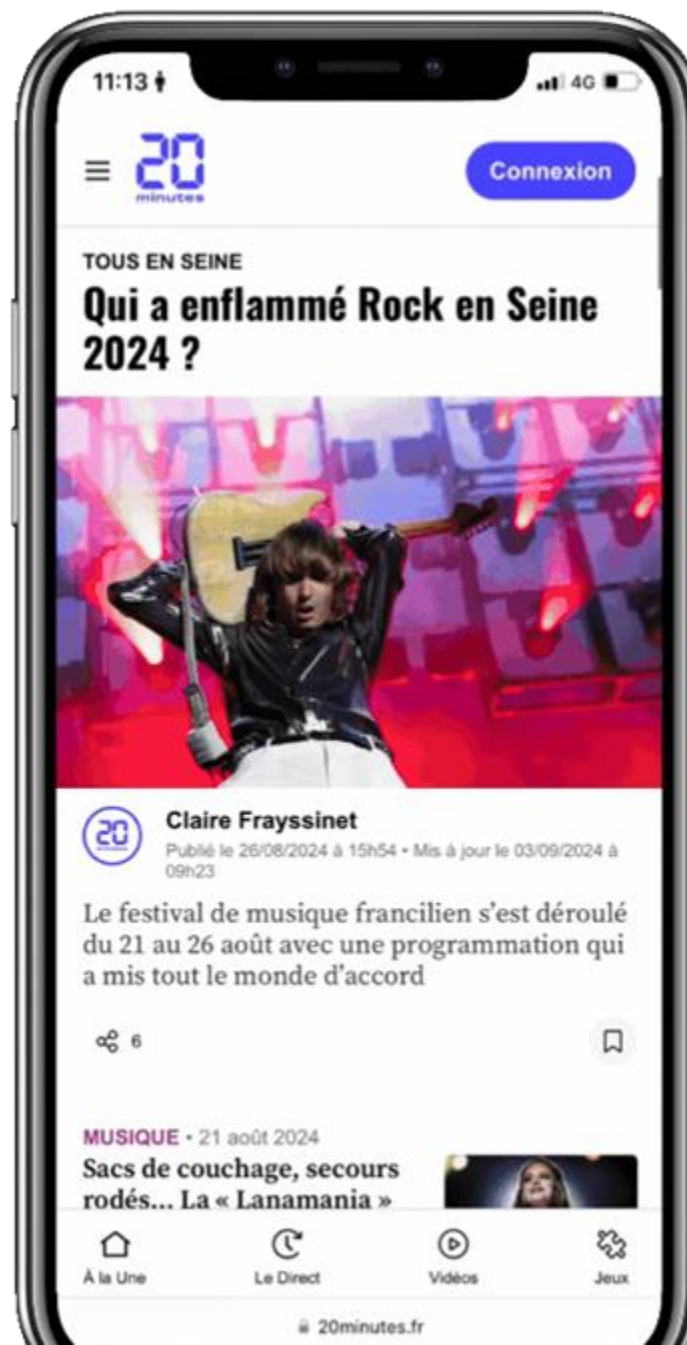 11:13
4G
20
minutes
Connexion
TOUS EN SEINE
Qui a enflammé Rock en Seine
2024 ?
20
Claire Frayssinet
Publié le 26/08/2024 à 15h54 • Mis à jour le 03/09/2024 à
09h23
Le festival de musique francilien s'est déroulé
du 21 au 26 août avec une programmation qui
a mis tout le monde d'accord
6
MUSIQUE • 21 août 2024
Sacs de couchage, secours
rodés... La « Lanamania »
À la Une
Le Direct
Vidéos
Jeux
20minutes.fr